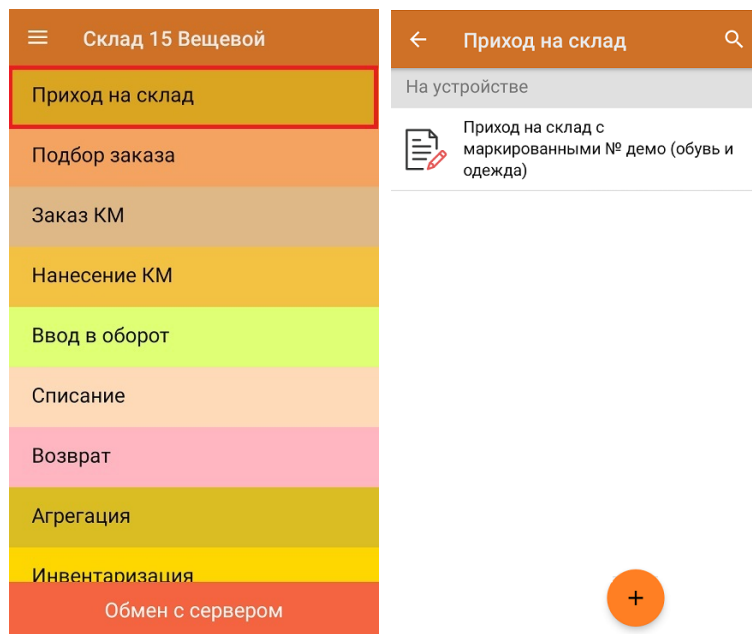 Склад 15 Вещевой
Приход на склад
Подбор заказа
Заказ КМ
Нанесение КМ
Ввод в оборот
Списание
Возврат
Агрегация
Инвентаризация
Обмен с сервером
Приход на склад
На устройстве
Приход на склад с
маркированными № демо (обувь и
одежда)
+